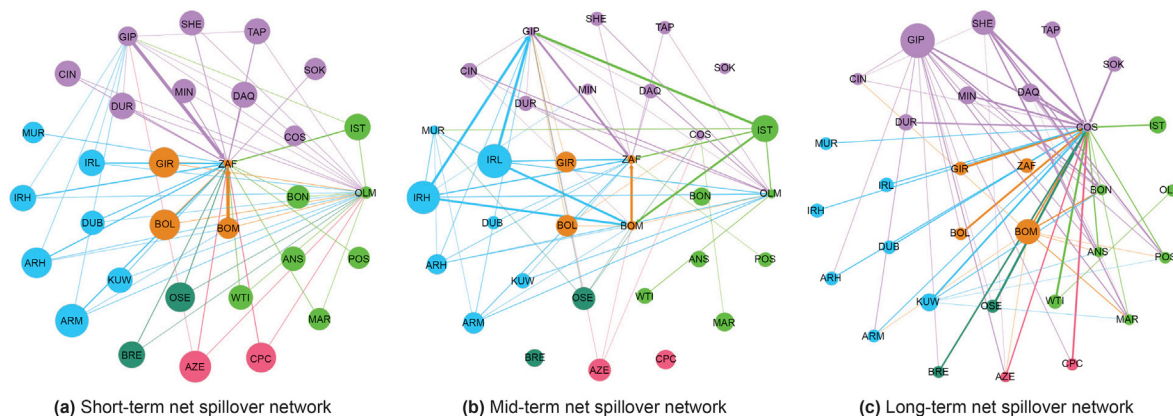 SHE
TAP
GIP
SOK
CIN
MIN
DAQ
DUR
COS
IST
MUR
IRL
GIR
ZAF
OLM
IRH
BON
DUB
BOL
BOM
ARH
ANS
POS
KUW
OSE
WTI
ARM
MAR
BRE
AZE
CPC
(a) Short-term net spillover network
SHE
TAP
GIP
SOK
CIN
MIN
DAQ
DUR
MUR
COS
IST
IRL
GIR
ZAF
OLM
IRH
BON
DUB
BOL
BOM
ARH
ANS
POS
KUW
OSE
WTI
ARM
MAR
BRE
AZE
CPC
(b) Mid-term net spillover network
SHE
TAP
GIP
SOK
CIN
MIN
DAQ
DUR
COS
IST
MUR
GIR
ZAF
IRL
BON
IRH
BOL
BOM
DUB
ANS
POS
ARH
KUW
OSE
WTI
MAR
ARM
BRE
AZE
CPC
(c) Long-term net spillover network